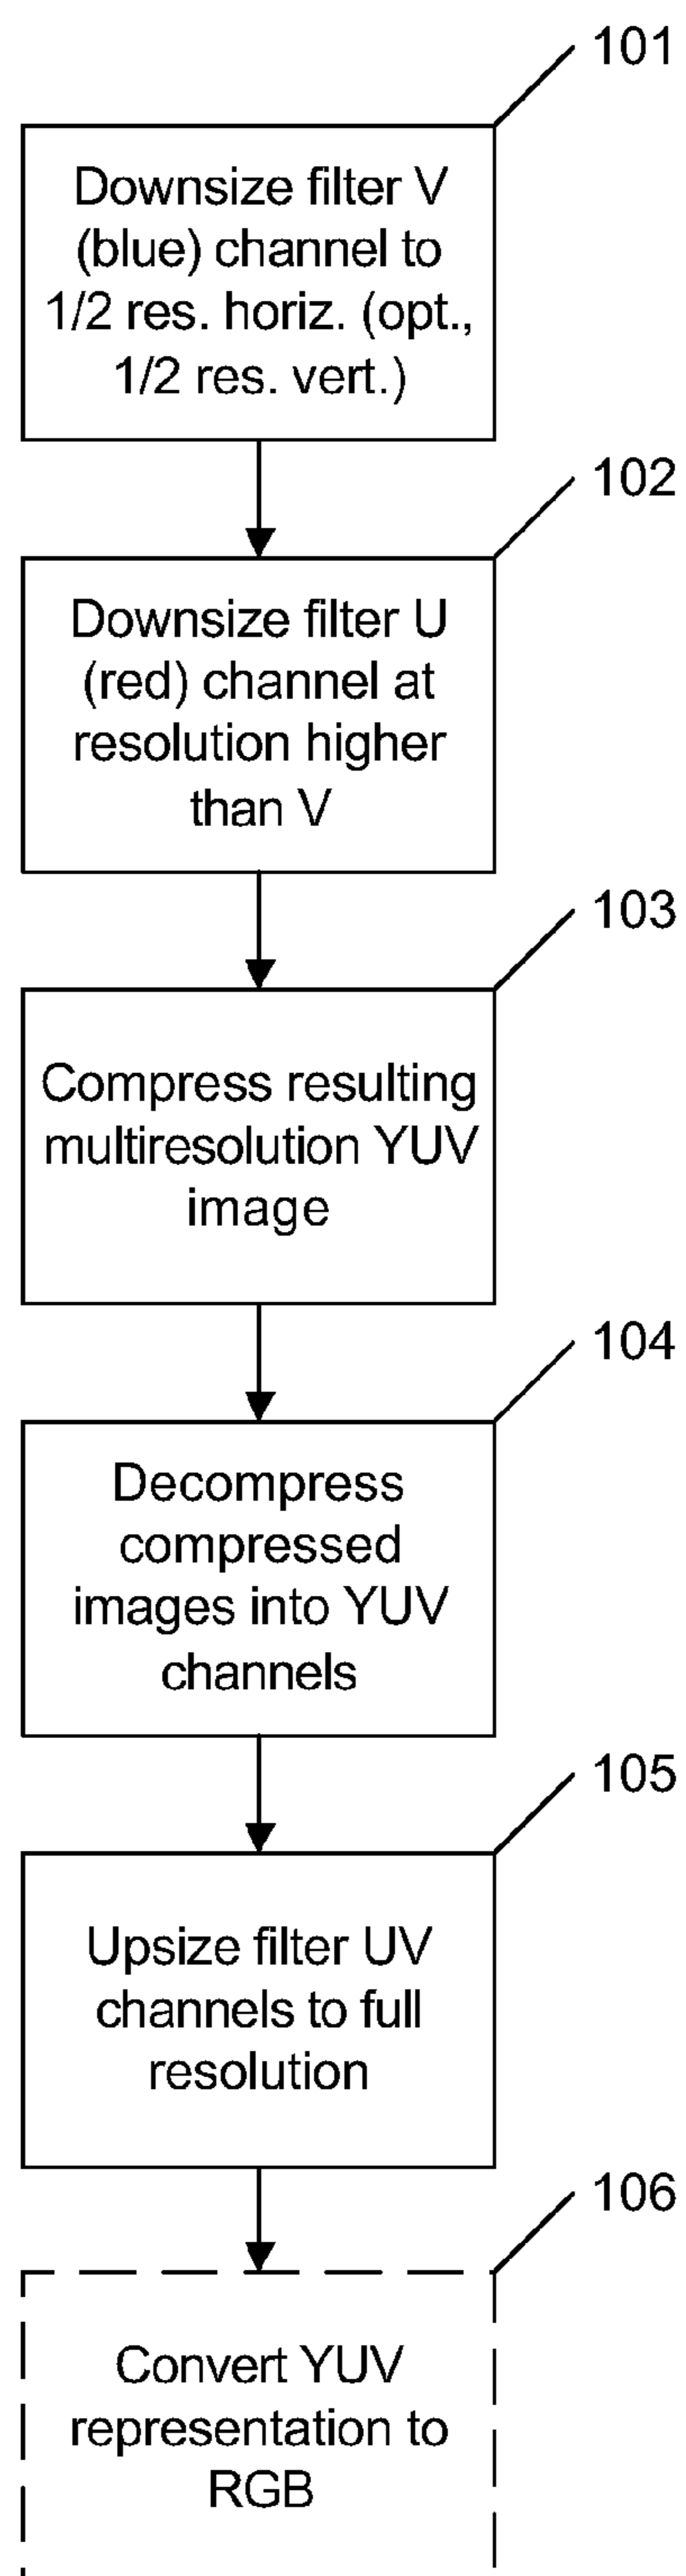 101
Downsize filter V
(blue) channel to
1/2 res. horiz. (opt.,
1/2 res. vert.)
102
Downsize filter U
(red) channel at
resolution higher
than V
103
Compress resulting
multiresolution YUV
image
104
Decompress
compressed
images into YUV
channels
105
Upsize filter UV
channels to full
resolution
106
Convert YUV
representation to
RGB